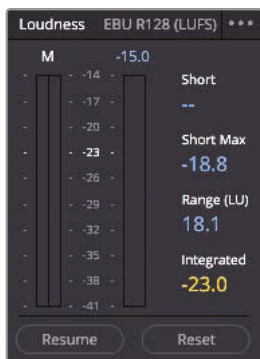 Loudness EBU R128 (LUFS) •••
M -15.0
-14
-17
-20
-23
-26
-29
-32
-35
-38
-41
Short
--
Short Max
-18.8
Range (LU)
18.1
Integrated
-23.0
Resume Reset